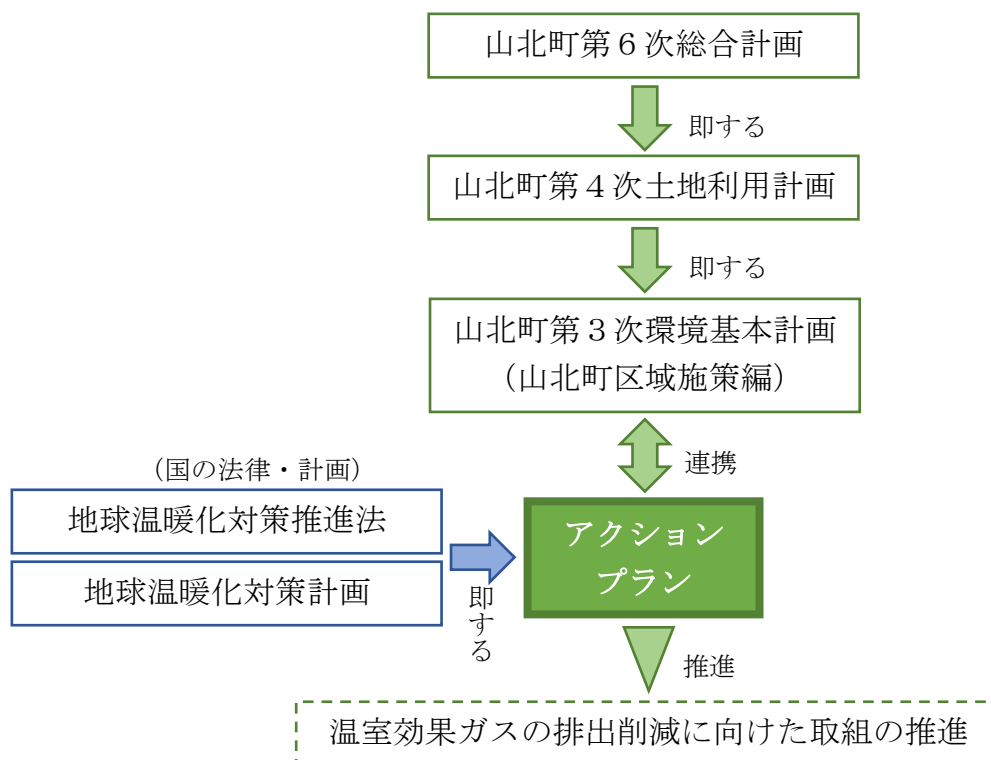 山北町第６次総合計画
即する
山北町第４次土地利用計画
即する
山北町第３次環境基本計画
（山北町区域施策編）
連携
（国の法律・計画）
地球温暖化対策推進法
地球温暖化対策計画
即する
アクション
プラン
推進
温室効果ガスの排出削減に向けた取組の推進